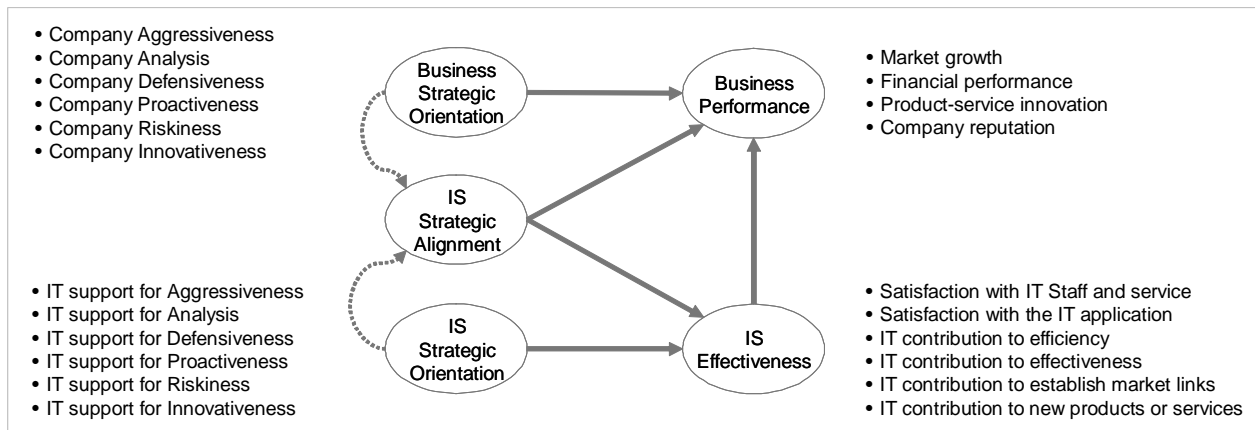 • Company Aggressiveness
• Company Analysis
• Company Defensiveness
• Company Proactiveness
• Company Riskiness
• Company Innovativeness
Business
Strategic
Orientation
Business
Performance
• Market growth
• Financial performance
• Product-service innovation
• Company reputation
IS
Strategic
Alignment
• IT support for Aggressiveness
• IT support for Analysis
• IT support for Defensiveness
• IT support for Proactiveness
• IT support for Riskiness
• IT support for Innovativeness
IS
Strategic
Orientation
IS
Effectiveness
• Satisfaction with IT Staff and service
• Satisfaction with the IT application
• IT contribution to efficiency
• IT contribution to effectiveness
• IT contribution to establish market links
• IT contribution to new products or services